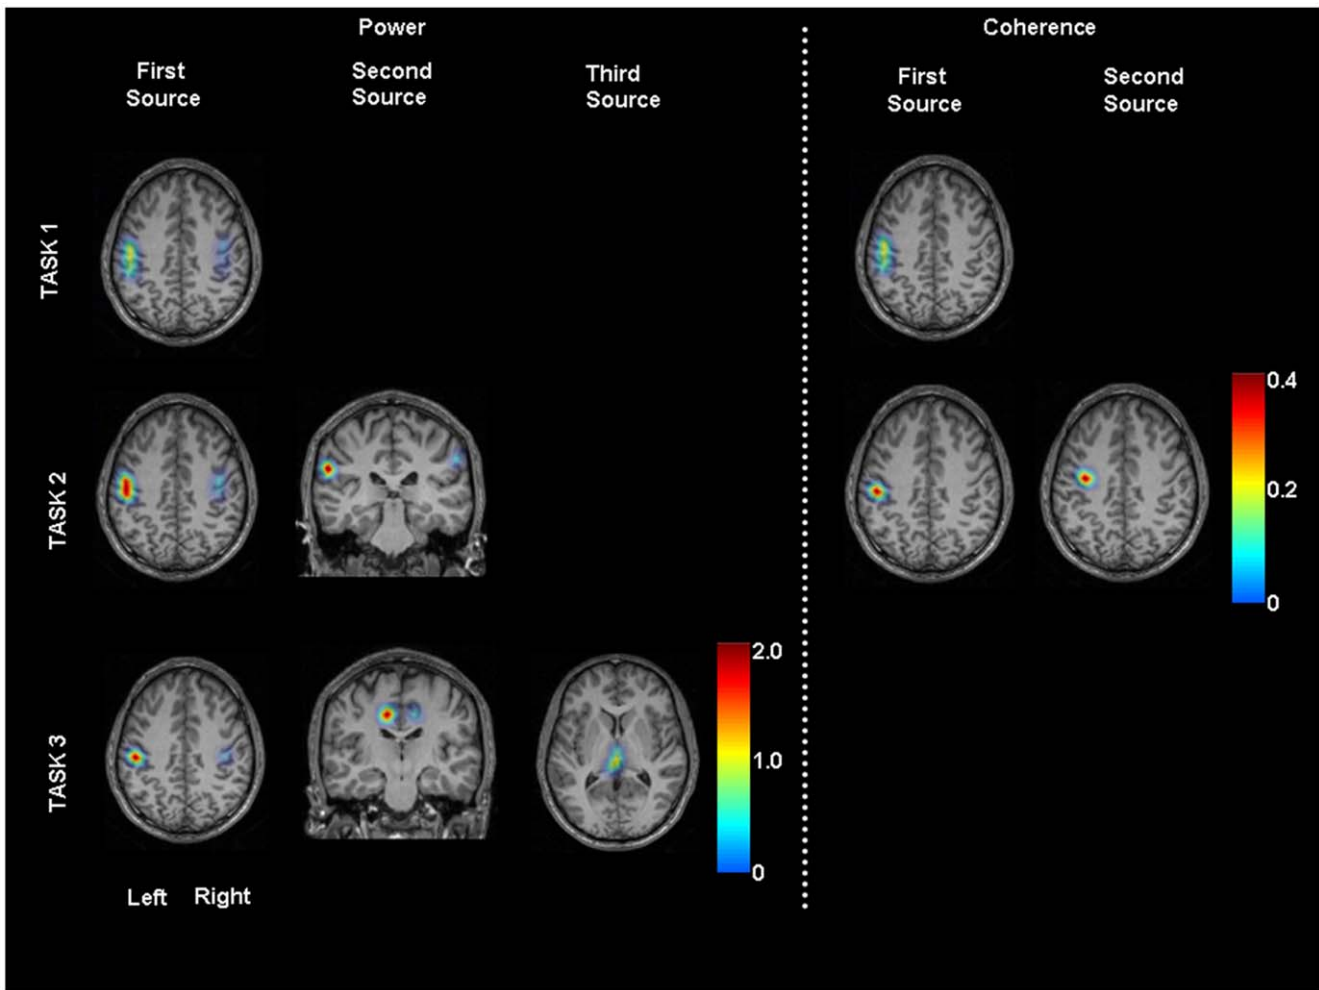 Power
Coherence
First
Source
Second
Source
Third
Source
First
Source
Second
Source
TASK 1
TASK 2
0.4
0.2
0
TASK 3
2.0
1.0
0
Left Right